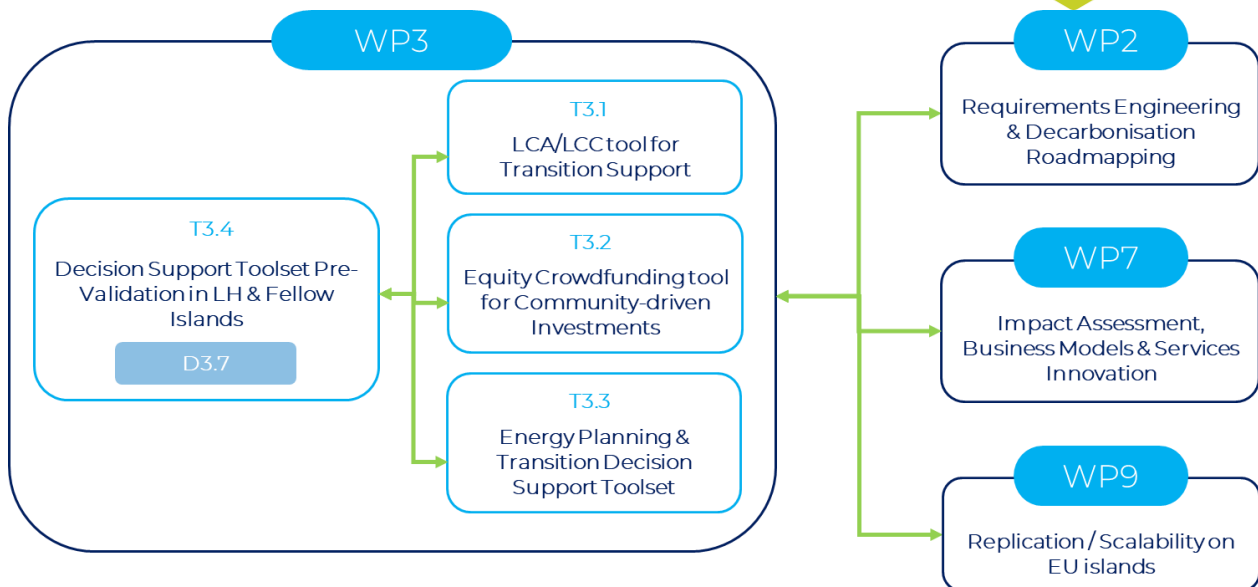 WP3
T3.4
Decision Support Toolset Pre-
Validation in LH & Fellow
Islands
D3.7
T3.1
LCA/LCC tool for
Transition Support
T3.2
Equity Crowdfunding tool
for Community-driven
Investments
T3.3
Energy Planning &
Transition Decision
Support Toolset
WP2
Requirements Engineering
& Decarbonisation
Roadmapping
WP7
Impact Assessment,
Business Models & Services
Innovation
WP9
Replication / Scalability on
EU islands